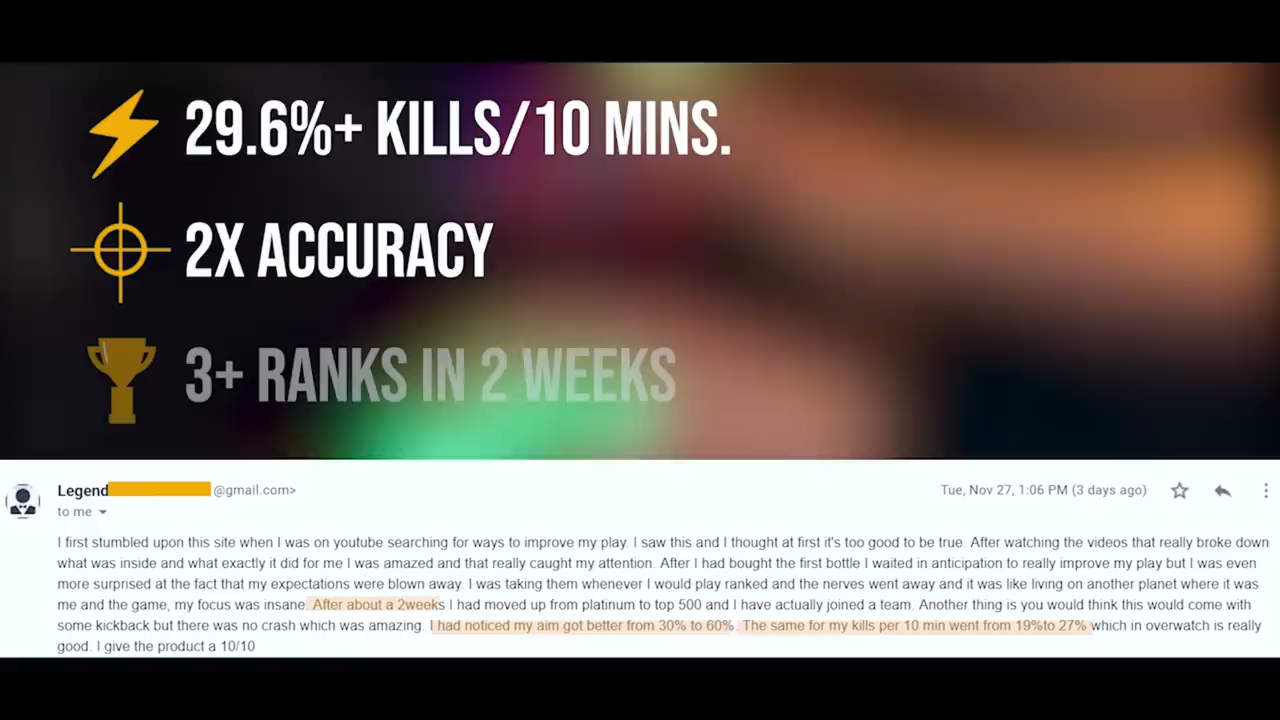 29.6%+ KILLS/10 MINS.
2X ACCURACY
3+ RANKS IN 2 WEEKS
Legend @gmail.com> Tue, Nov 27, 1:06 PM (3 days ago)
to me
I first stumbled upon this site when I was on youtube searching for ways to improve my play. I saw this and I thought at first it's too good to be true. After watching the videos that really broke down
what was inside and what exactly it did for me I was amazed and that really caught my attention. After I had bought the first bottle I waited in anticipation to really improve my play but I was even
more surprised at the fact that my expectations were blown away. I was taking them whenever I would play ranked and the nerves went away and it was like living on another planet where it was
me and the game, my focus was insane. After about a 2weeks I had moved up from platinum to top 500 and I have actually joined a team. Another thing is you would think this would come with
some kickback but there was no crash which was amazing. I had noticed my aim got better from 30% to 60%. The same for my kills per 10 min went from 19%to 27% which in overwatch is really
good. I give the product a 10/10